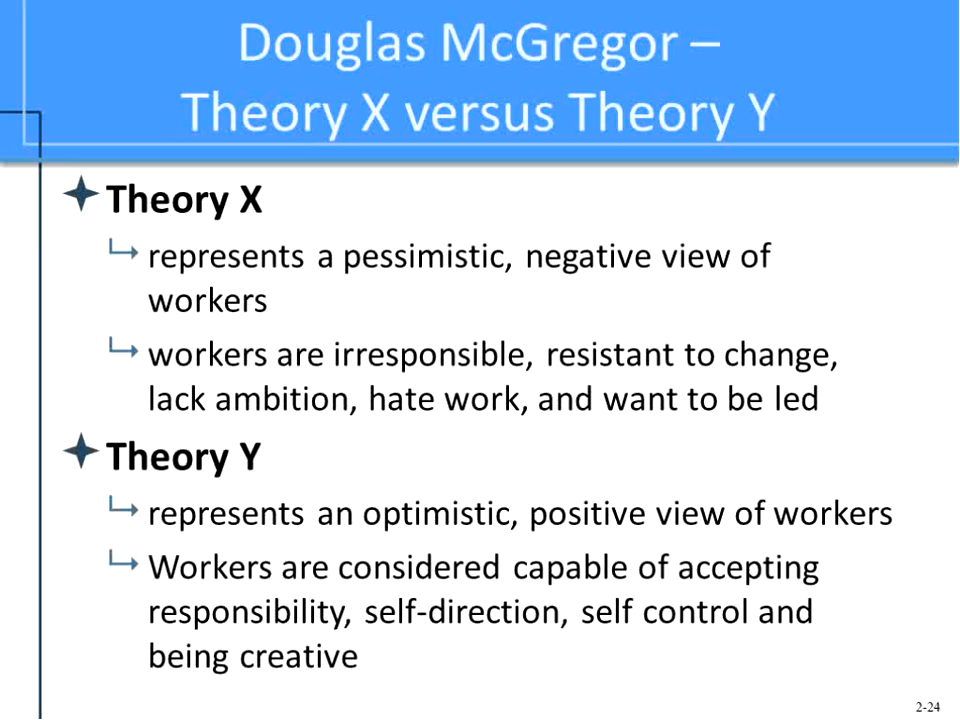 Douglas McGregor –
Theory X versus Theory Y
Theory X
represents a pessimistic, negative view of
workers
workers are irresponsible, resistant to change,
lack ambition, hate work, and want to be led
Theory Y
represents an optimistic, positive view of workers
Workers are considered capable of accepting
responsibility, self-direction, self control and
being creative
2-24